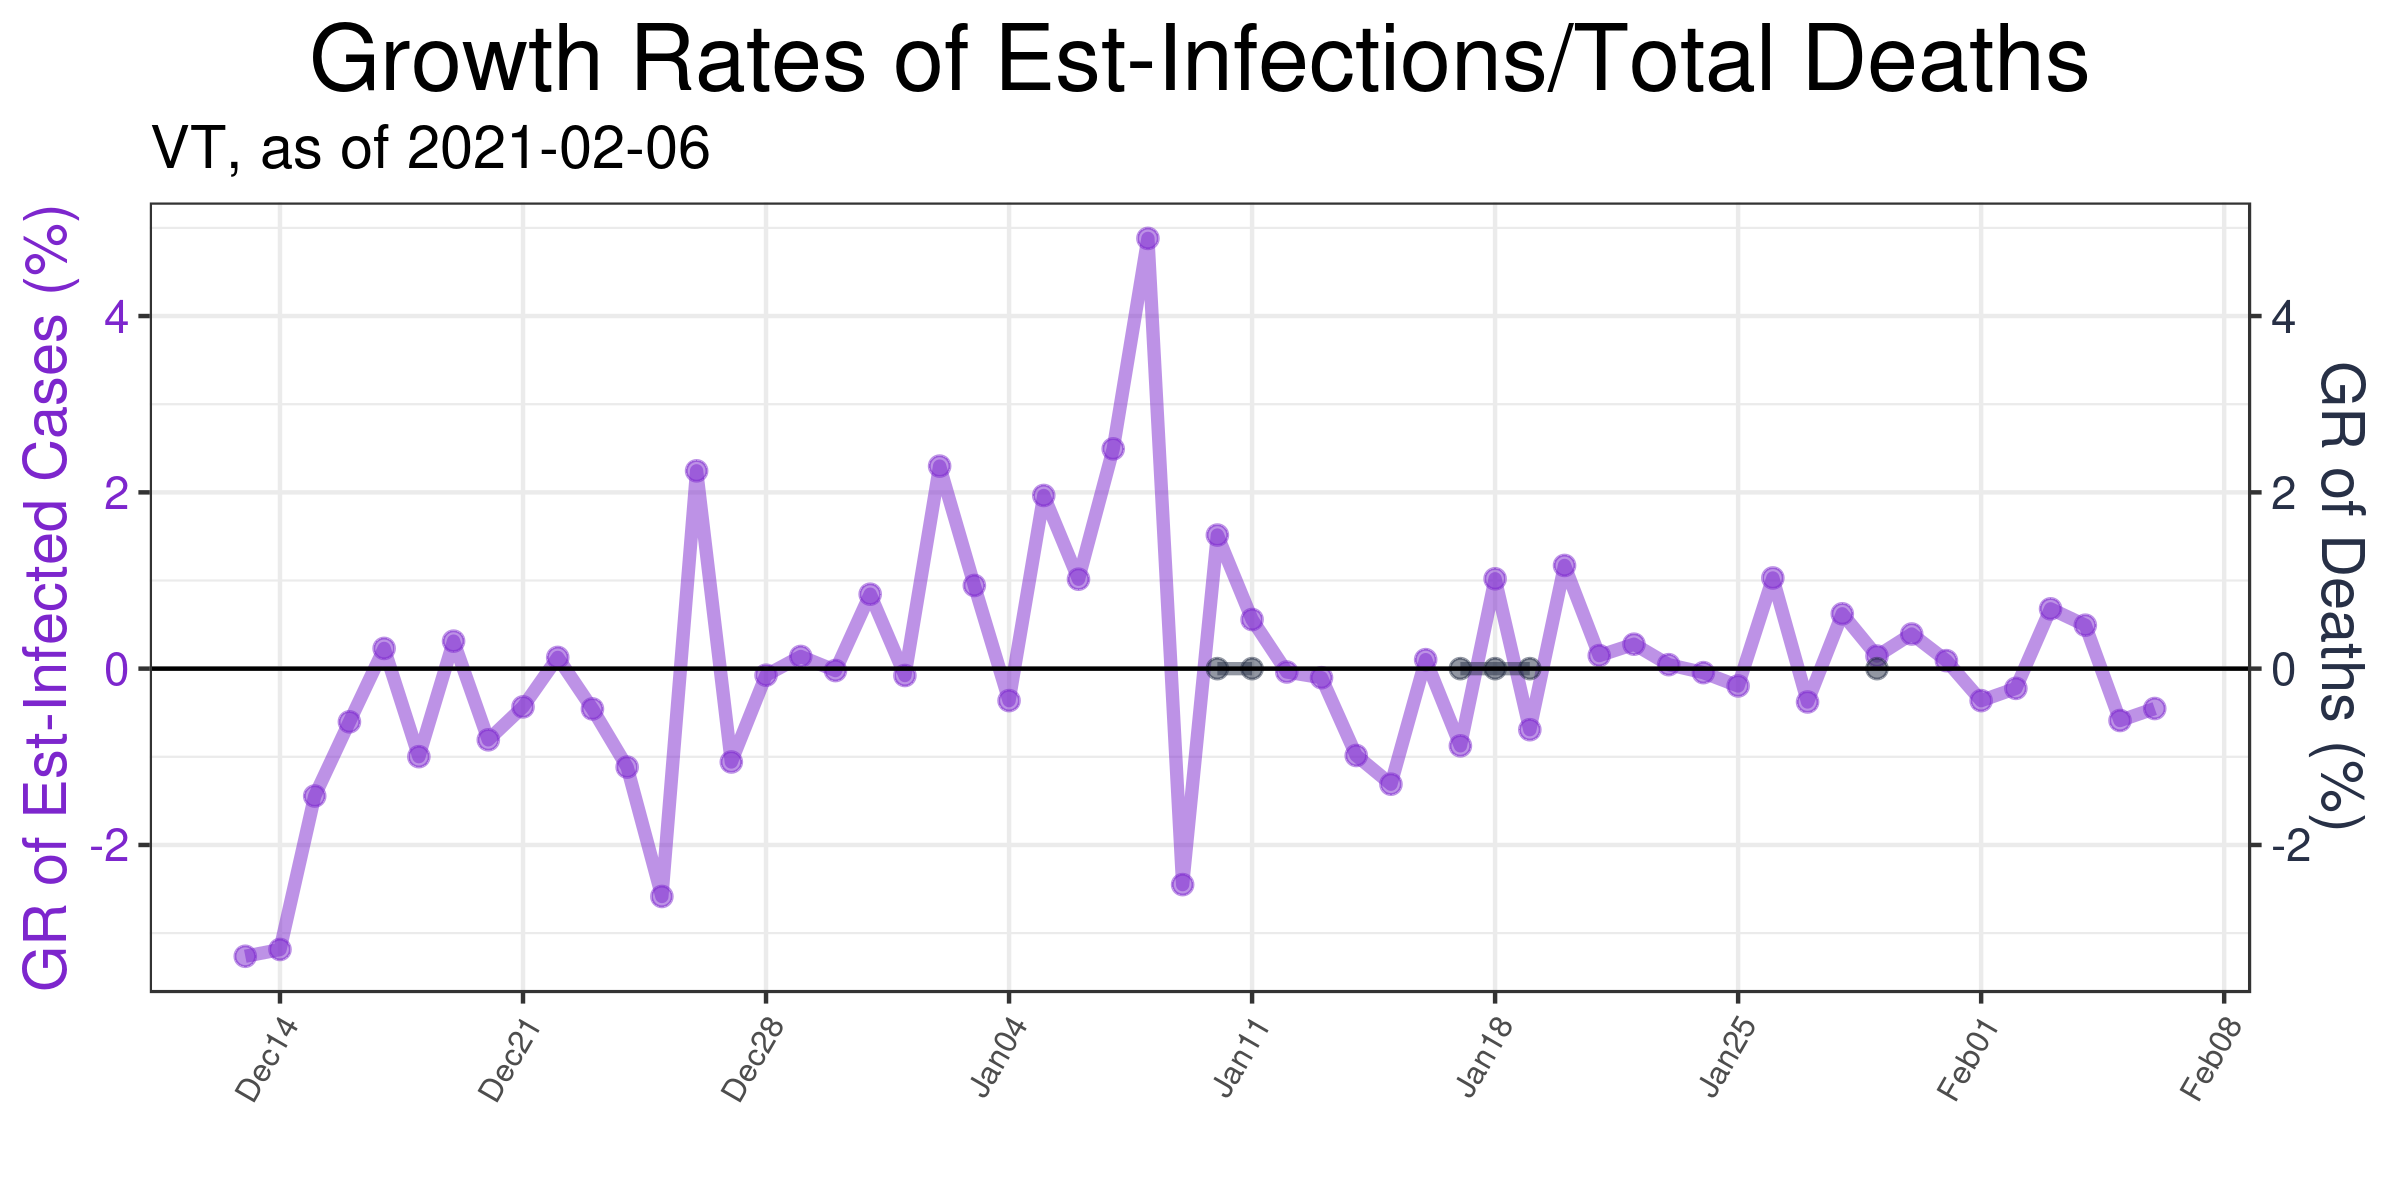 Growth Rates of Est-Infections/Total Deaths
VT, as of 2021-02-06
GR of Est-Infected Cases (%)
4
2
0
-2
4
2
0
-2
GR of Deaths (%)
Dec14
Dec21
Dec28
Jan04
Jan11
Jan18
Jan25
Feb01
Feb08